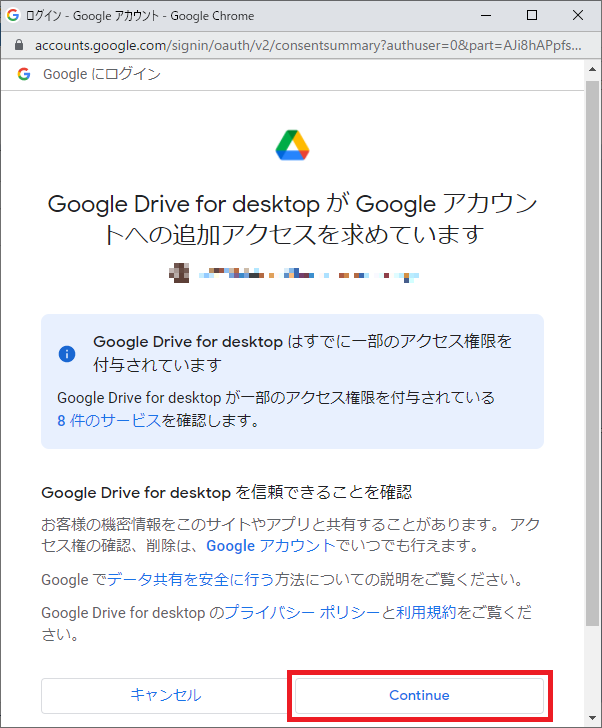 ログイン - Google アカウント - Google Chrome
accounts.google.com/signin/oauth/v2/consentsummary?authuser=0&part=AJi8hAPpfs...
Google にログイン
Google Drive for desktop が Google アカウン
トへの追加アクセスを求めています
Google Drive for desktop はすでに一部のアクセス権限を
付与されています
Google Drive for desktop が一部のアクセス権限を付与されている
8 件のサービスを確認します。
Google Drive for desktop を信頼できることを確認
お客様の機密情報をこのサイトやアプリと共有することがあります。 アク
セス権の確認、削除は、Google アカウントでいつでも行えます。
Google でデータ共有を安全に行う方法についての説明をご覧ください。
Google Drive for desktop のプライバシー ポリシーと利用規約をご覧くだ
さい。
キャンセル
Continue